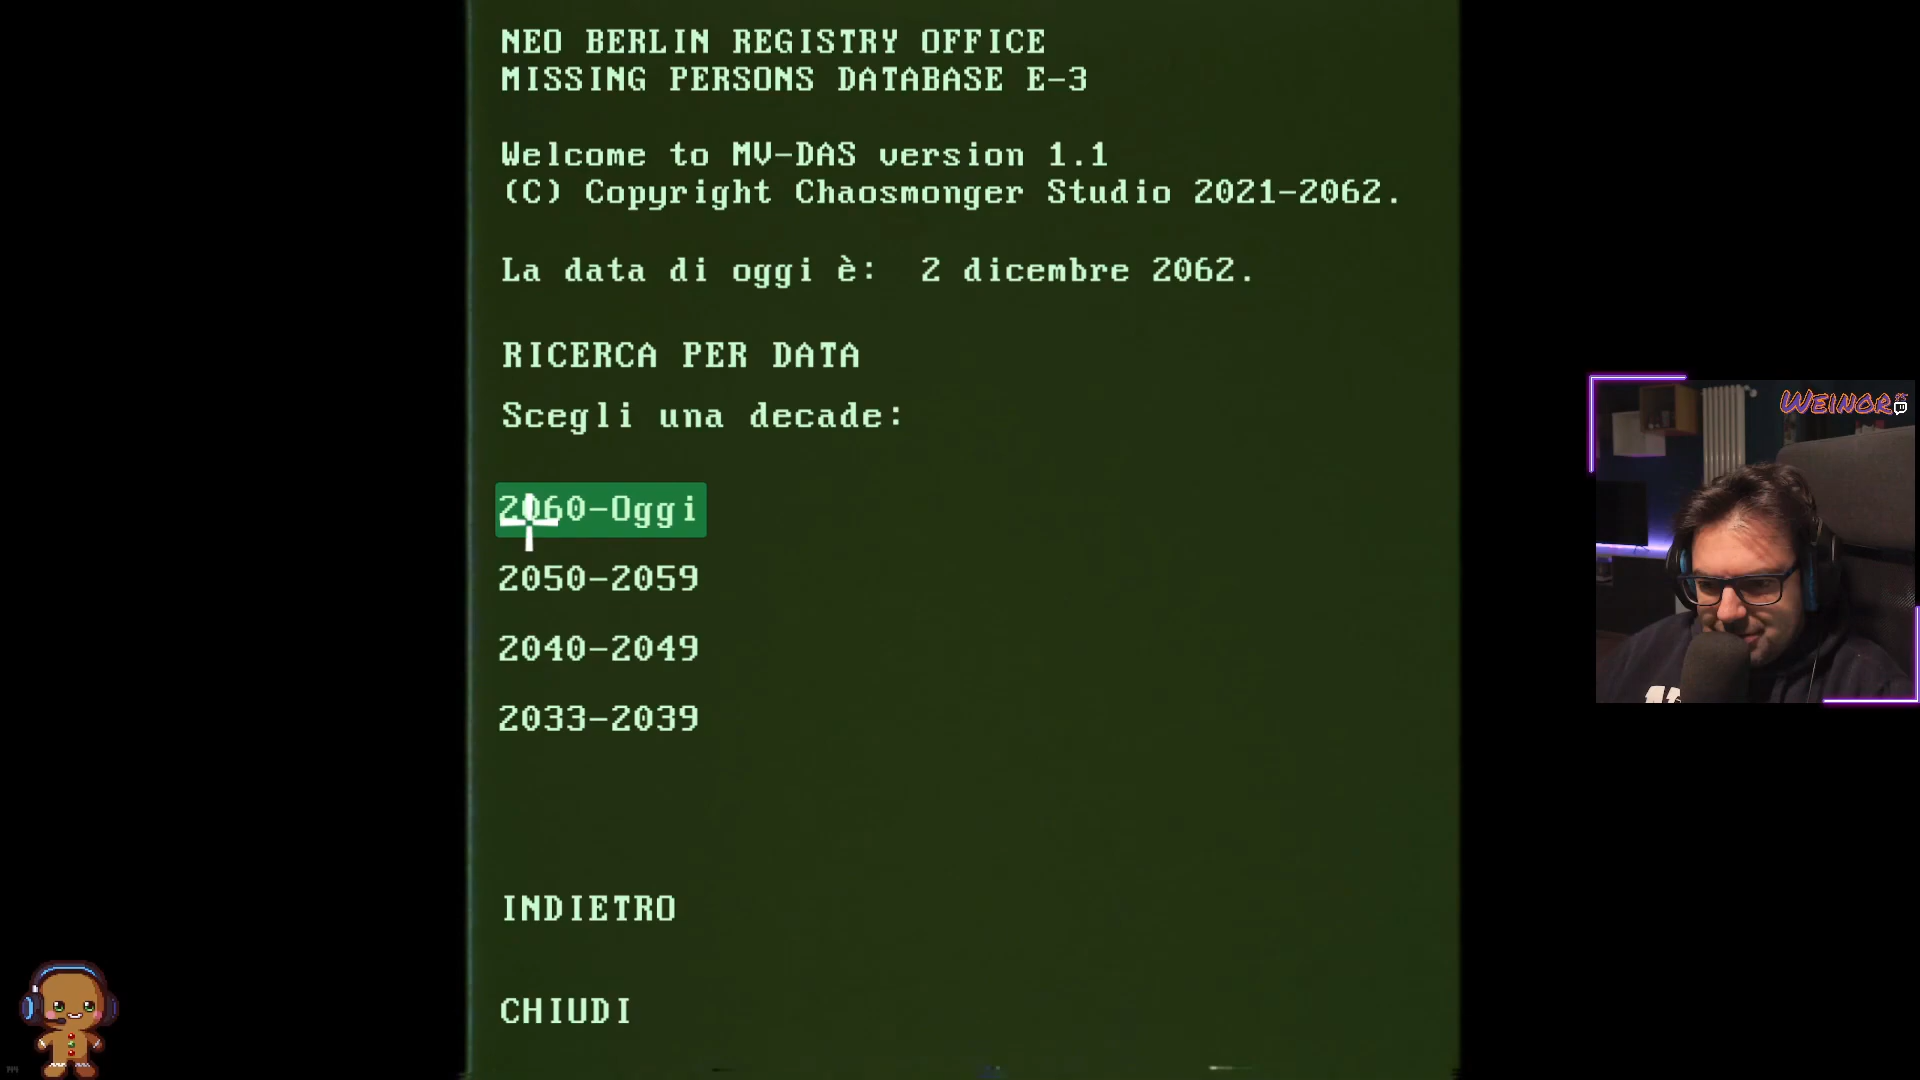 NEO BERLIN REGISTRY OFFICE
MISSING PERSONS DATABASE E-3
Welcome to MV-DAS version 1.1
(C) Copyright Chaosmonger Studio 2021-2062.
La data di oggi è: 2 dicembre 2062.
RICERCA PER DATA
Scegli una decade:
2060-Oggi
2050-2059
2040-2049
2033-2039
INDIETRO
CHIUDI
Weinor